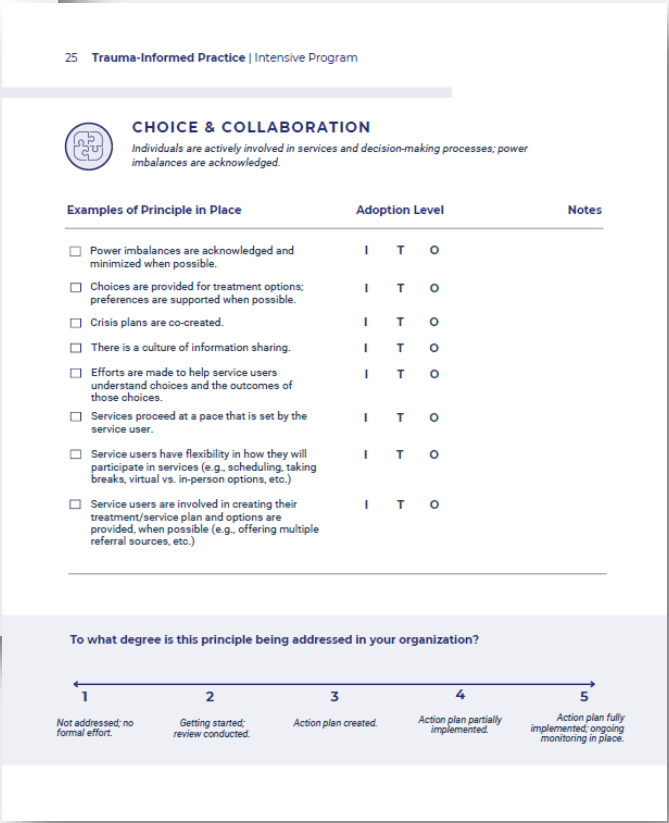 25 Trauma-Informed Practice | Intensive Program
CHOICE & COLLABORATION
Individuals are actively involved in services and decision-making processes; power
imbalances are acknowledged.
Examples of Principle in Place Adoption Level Notes
Power imbalances are acknowledged and I T O
minimized when possible.
Choices are provided for treatment options; I T O
preferences are supported when possible.
Crisis plans are co-created. I T O
There is a culture of information sharing. I T O
Efforts are made to help service users I T O
understand choices and the outcomes of
those choices.
Services proceed at a pace that is set by the I T O
service user.
Service users have flexibility in how they will I T O
participate in services (e.g., scheduling, taking
breaks, virtual vs. in-person options, etc.)
Service users are involved in creating their I T O
treatment/service plan and options are
provided, when possible (e.g., offering multiple
referral sources, etc.)
To what degree is this principle being addressed in your organization?
1 2 3 4 5
Not addressed; no
formal effort.
Getting started;
review conducted.
Action plan created.
Action plan partially
implemented.
Action plan fully
implemented; ongoing
monitoring in place.